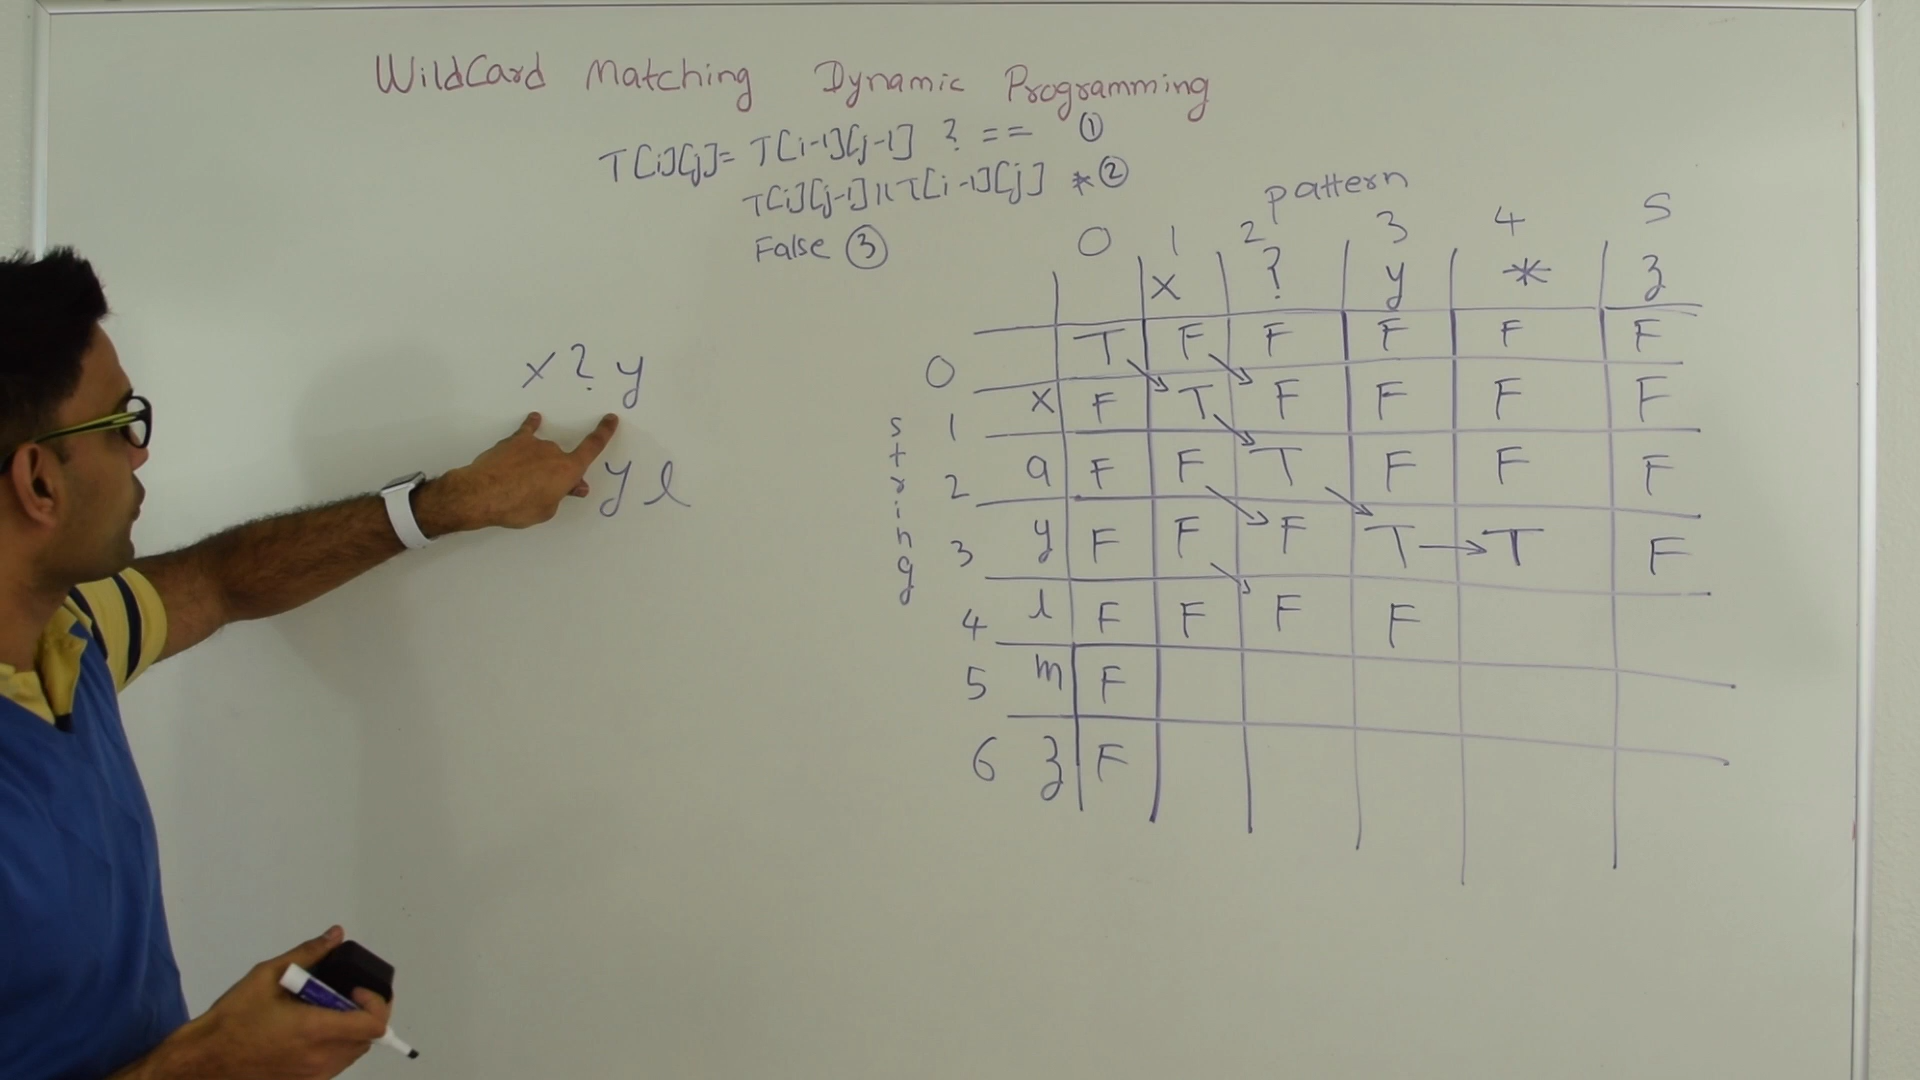 WildCard Matching Dynamic Programming
T[i][j]= T[i-1][j-1] ? == ①
T[i][j-1] || T[i-1][j] * ②
False ③
pattern
0 1 2 3 4 5
x ? y * z
0 T F F F F F
1 x F T F F F F
2 a F F T F F F
3 y F F F T T F
4 l F F F F
5 m F
6 z F
string
x ? y
y l